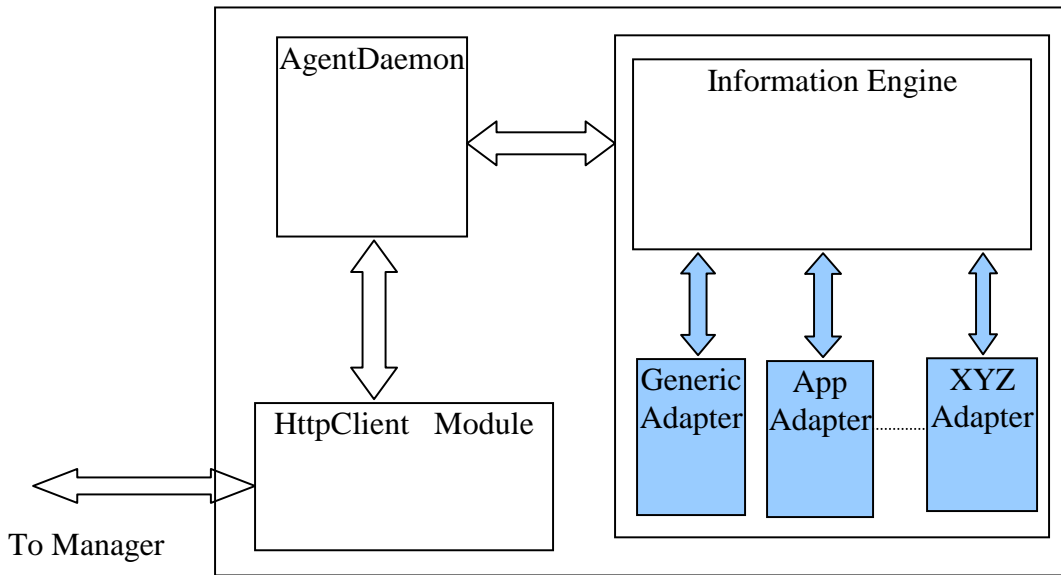 AgentDaemon
Information Engine
Generic
Adapter
App
Adapter
XYZ
Adapter
HttpClient Module
To Manager